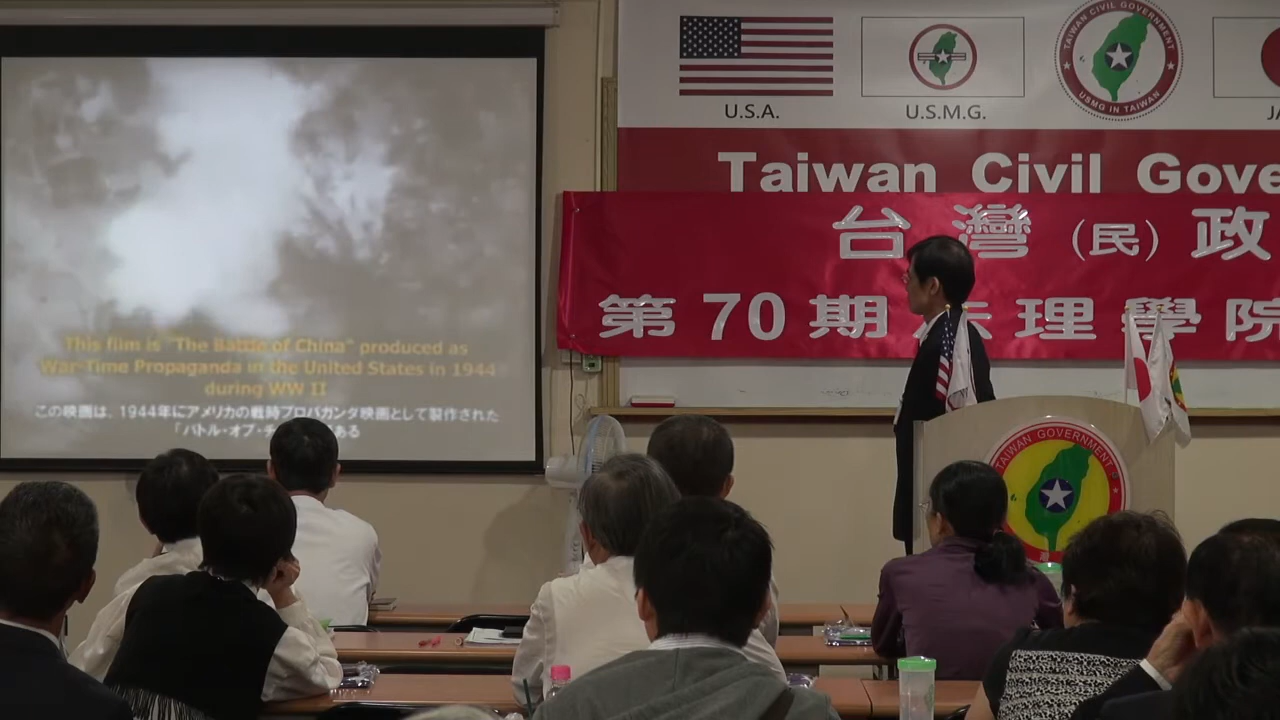 This film is "The Battle of China" produced as
War-Time Propaganda in the United States in 1944
during WW II
この映画は、1944年にアメリカの戦時プロパガンダ映画として製作された
「バトル・オブ・チ
である
U.S.A.
U.S.M.G.
TAIWAN CIVIL GOVERNMENT
USMG IN TAIWAN
JA
Taiwan Civil Gove
台灣（民）政
第70期法理學院
TAIWAN GOVERNMENT